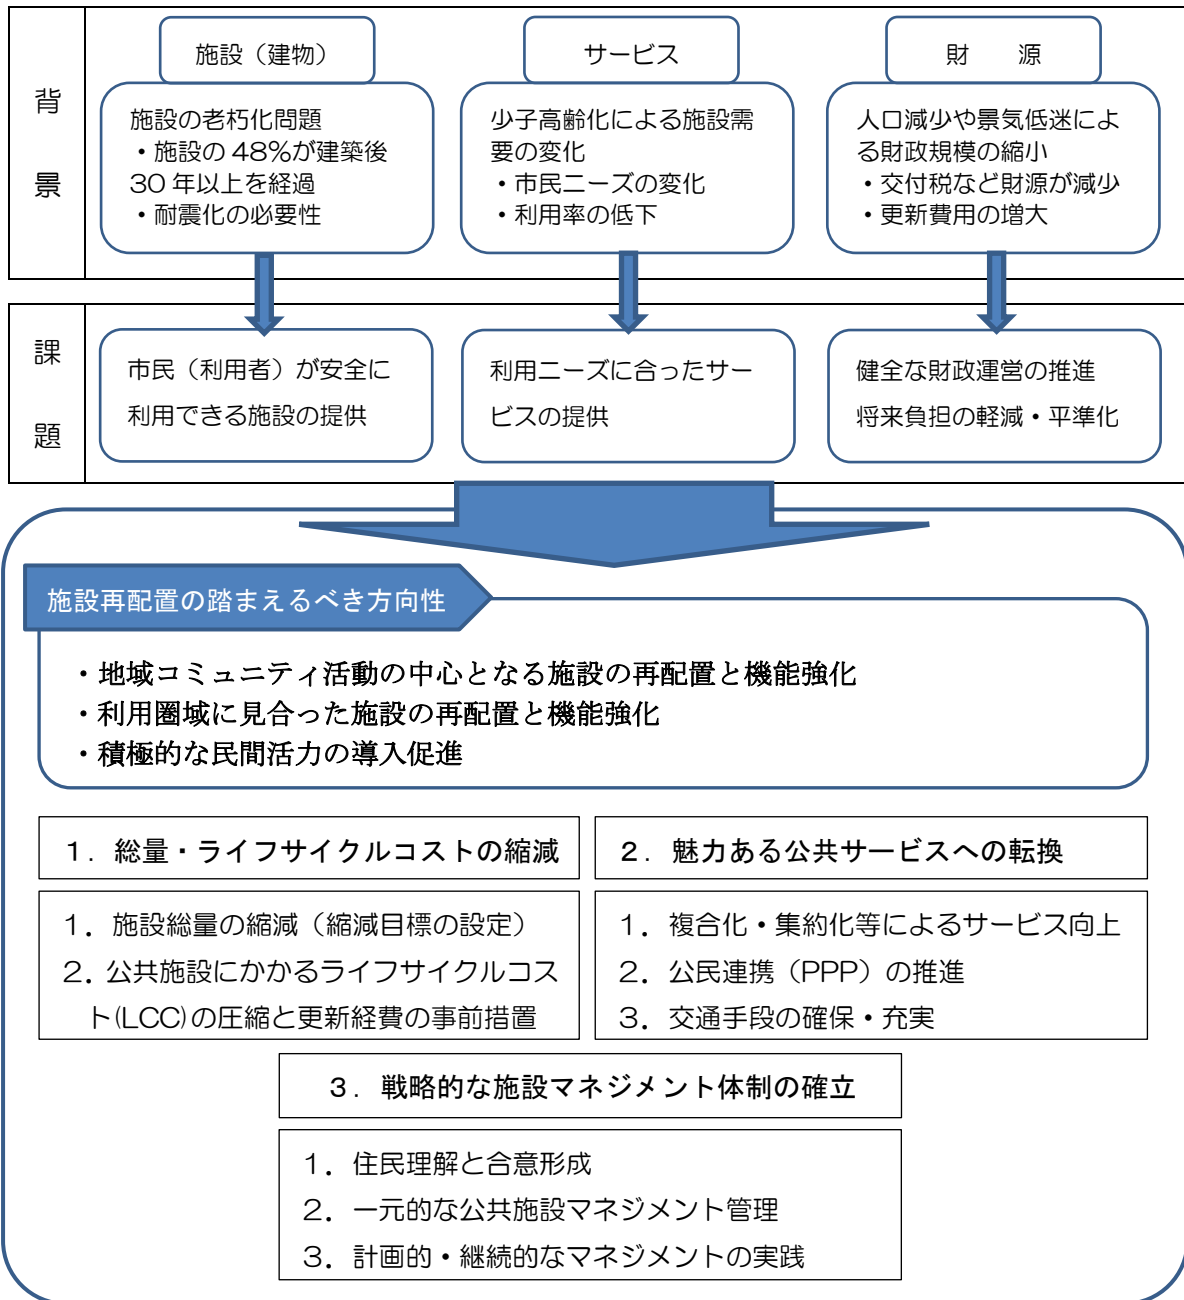 背景
施設（建物）
施設の老朽化問題
・施設の 48％が建築後
30 年以上を経過
・耐震化の必要性
サービス
少子高齢化による施設需
要の変化
・市民ニーズの変化
・利用率の低下
財　　源
人口減少や景気低迷によ
る財政規模の縮小
・交付税など財源が減少
・更新費用の増大
課題
市民（利用者）が安全に
利用できる施設の提供
利用ニーズに合ったサー
ビスの提供
健全な財政運営の推進
将来負担の軽減・平準化
施設再配置の踏まえるべき方向性
・地域コミュニティ活動の中心となる施設の再配置と機能強化
・利用圏域に見合った施設の再配置と機能強化
・積極的な民間活力の導入促進
１．総量・ライフサイクルコストの縮減
１．施設総量の縮減（縮減目標の設定）
２．公共施設にかかるライフサイクルコス
ト(LCC)の圧縮と更新経費の事前措置
２．魅力ある公共サービスへの転換
１．複合化・集約化等によるサービス向上
２．公民連携（PPP）の推進
３．交通手段の確保・充実
３．戦略的な施設マネジメント体制の確立
１．住民理解と合意形成
２．一元的な公共施設マネジメント管理
３．計画的・継続的なマネジメントの実践